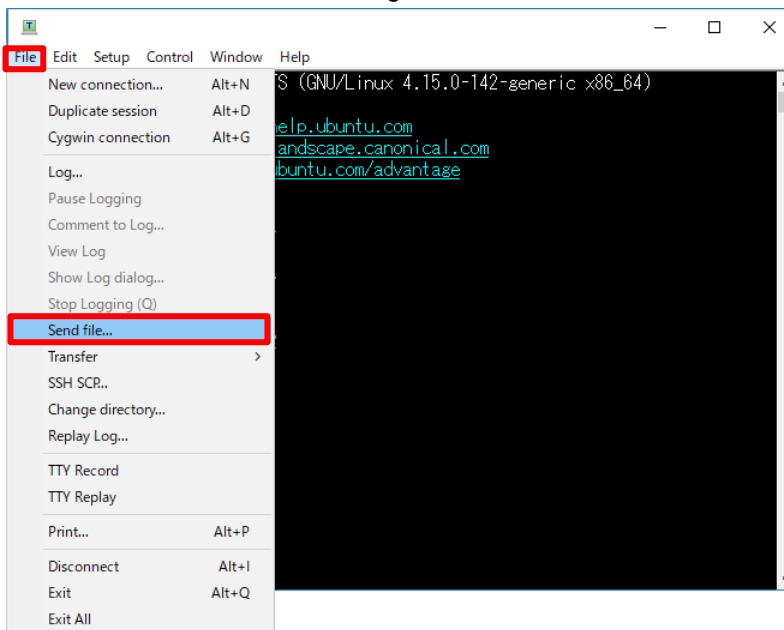 File Edit Setup Control Window Help
New connection... Alt+N
Duplicate session Alt+D
Cygwin connection Alt+G
Log...
Pause Logging
Comment to Log...
View Log
Show Log dialog...
Stop Logging (Q)
Send file...
Transfer >
SSH SCP...
Change directory...
Replay Log...
TTY Record
TTY Replay
Print... Alt+P
Disconnect Alt+I
Exit Alt+Q
Exit All
S (GNU/Linux 4.15.0-142-generic x86_64)
elp.ubuntu.com
andscape.canonical.com
buntu.com/advantage